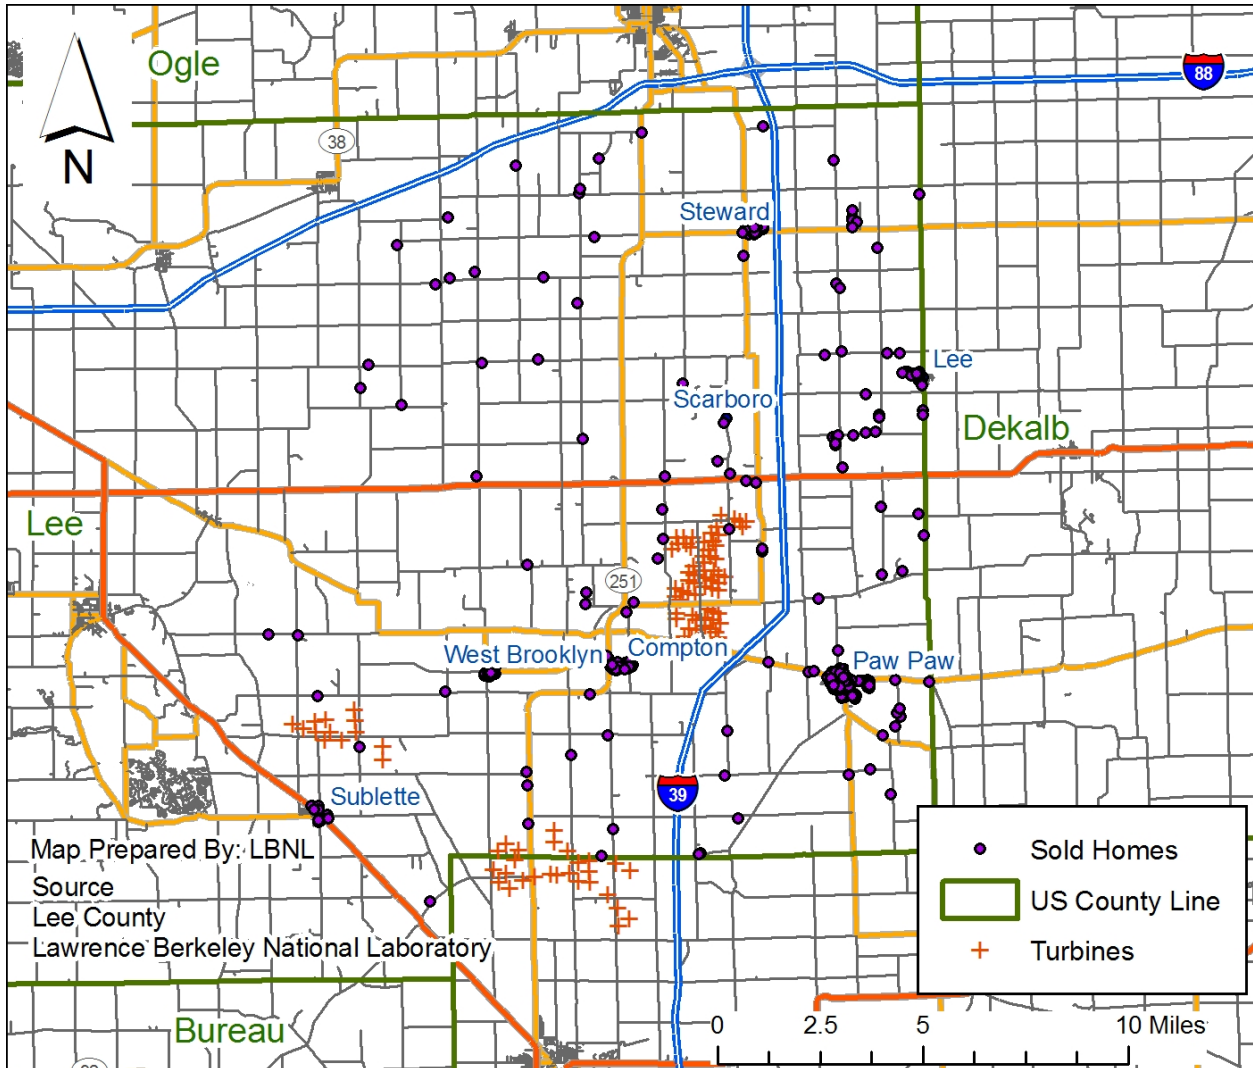 Ogle
88
38
N
Steward
Lee
Scarboro
Dekalb
Lee
251
West Brooklyn
Compton
Paw Paw
39
Sublette
Map Prepared By: LBNL
Source
Lee County
Lawrence Berkeley National Laboratory
Sold Homes
US County Line
Turbines
Bureau
0 2.5 5 10 Miles